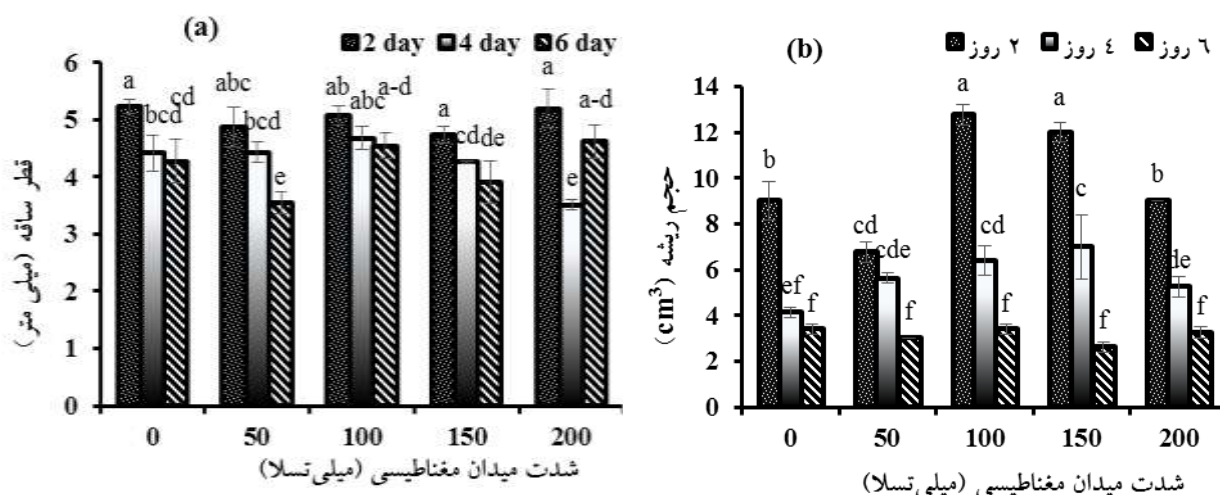 (a)
2 day 4 day 6 day
6
5
4
3
2
1
0
قطر ساقه (میلی متر)
a bcd cd
abc bcd e
ab abc a-d
a cd de
a e a-d
0 50 100 150 200
شدت میدان مغناطیسی (میلی‌تسلا)
(b)
۲ روز ٤ روز ٦ روز
14
12
10
8
6
4
2
0
حجم ریشه (cm³)
b ef f
cd cde f
a cd f
a c f
b de f
0 50 100 150 200
شدت میدان مغناطیسی (میلی‌تسلا)